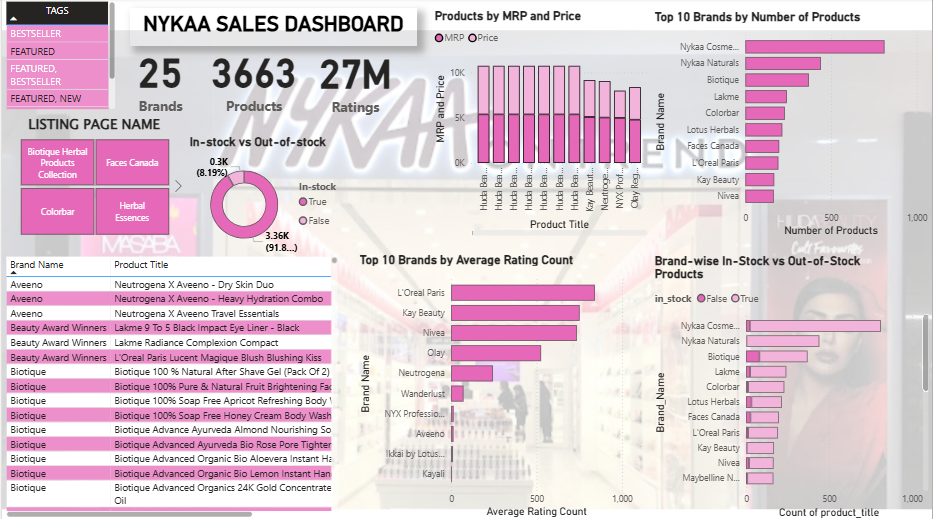 TAGS
BESTSELLER
FEATURED
FEATURED,
BESTSELLER
FEATURED, NEW
NYKAA SALES DASHBOARD
25
Brands
3663
Products
27M
Ratings
LISTING PAGE NAME
Biotique Herbal
Products
Collection
Faces Canada
Colorbar
Herbal
Essences
In-stock vs Out-of-stock
0.3K
(8.19%)
3.36K
(91.8...)
In-stock
True
False
Products by MRP and Price
MRP
Price
MRP and Price
10K
5K
0K
Huda Bea...
Huda Bea...
Huda Bea...
Huda Bea...
Huda Bea...
Huda Bea...
Huda Bea...
Kay Beaut...
Neutroge...
NYX Prof...
Olay Reg...
Product Title
Top 10 Brands by Number of Products
Brand Name
Nykaa Cosme...
Nykaa Naturals
Biotique
Lakme
Colorbar
Lotus Herbals
Faces Canada
L'Oreal Paris
Kay Beauty
Nivea
0
500
1,000
Number of Products
Brand Name
Product Title
Aveeno
Neutrogena X Aveeno - Dry Skin Duo
Aveeno
Neutrogena X Aveeno - Heavy Hydration Combo
Aveeno
Neutrogena X Aveeno Travel Essentials
Beauty Award Winners
Lakme 9 To 5 Black Impact Eye Liner - Black
Beauty Award Winners
Lakme Radiance Complexion Compact
Beauty Award Winners
L'Oreal Paris Lucent Magique Blush Blushing Kiss
Biotique
Biotique 100 % Natural After Shave Gel (Pack Of 2)
Biotique
Biotique 100% Pure & Natural Fruit Brightening Fac
Biotique
Biotique 100% Soap Free Apricot Refreshing Body
Biotique
Biotique 100% Soap Free Honey Cream Body Wash
Biotique
Biotique Advance Ayurveda Almond Nourishing So
Biotique
Biotique Advanced Ayurveda Bio Rose Pore Tighter
Biotique
Biotique Advanced Organic Bio Aloevera Instant Ha
Biotique
Biotique Advanced Organic Bio Lemon Instant Han
Biotique
Biotique Advanced Organics 24K Gold Concentrate
Oil
Top 10 Brands by Average Rating Count
Brand Name
L'Oreal Paris
Kay Beauty
Nivea
Olay
Neutrogena
Wanderlust
NYX Professio...
Aveeno
Ikkai by Lotus...
Kayali
0
500
1,000
Average Rating Count
Brand-wise In-Stock vs Out-of-Stock
Products
in_stock
False
True
Brand_Name
Nykaa Cosme...
Nykaa Naturals
Biotique
Lakme
Colorbar
Lotus Herbals
Faces Canada
L'Oreal Paris
Kay Beauty
Nivea
Maybelline N...
0
500
1,000
Count of product_title
NYKAA
ON TREND
MASABA
HUDA BEAUTY
Cult Favourites